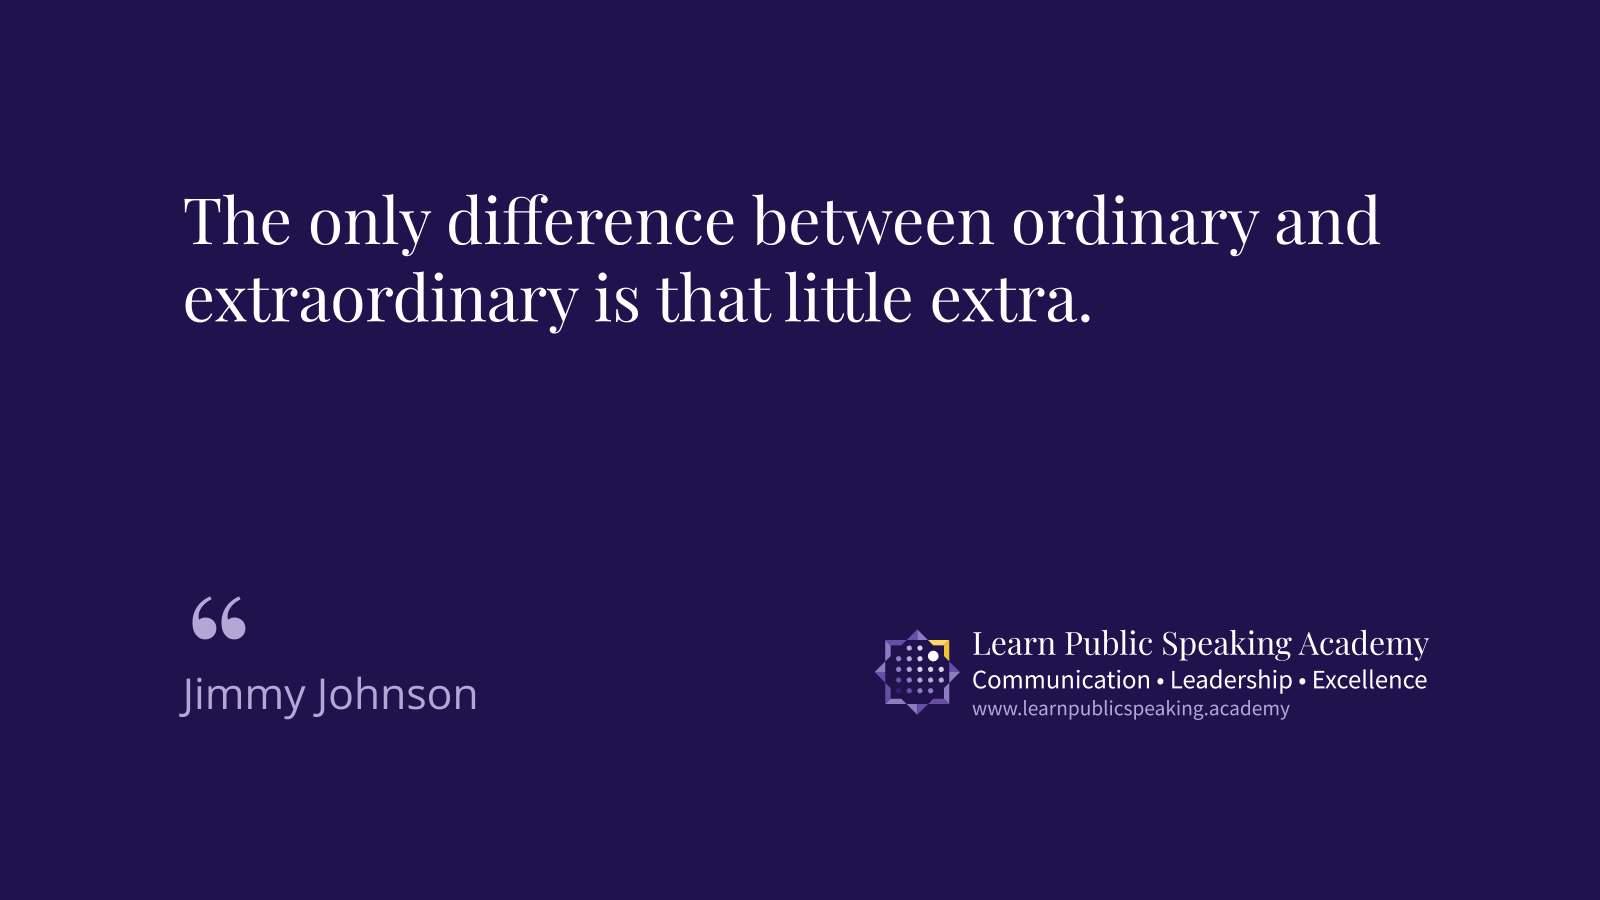 The only difference between ordinary and
extraordinary is that little extra.
“
Jimmy Johnson
Learn Public Speaking Academy
Communication • Leadership • Excellence
www.learnpublicspeaking.academy